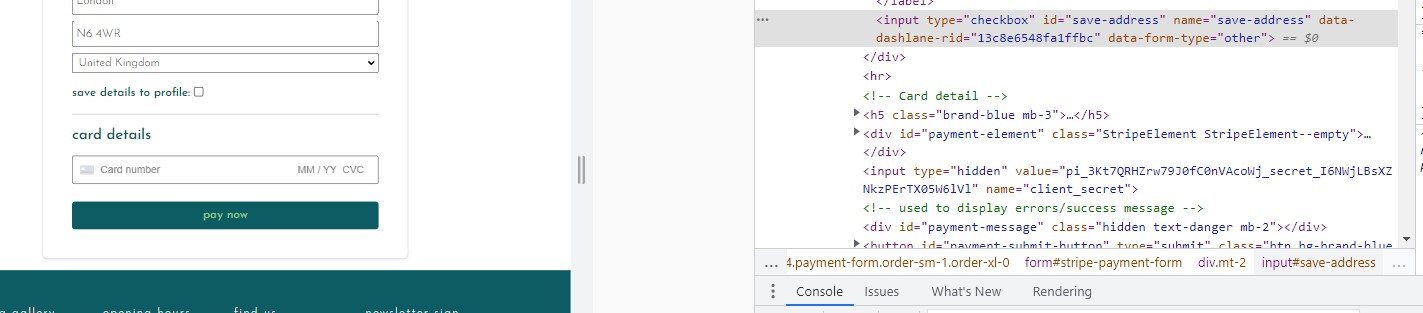 London
N6 4WR
United Kingdom
save details to profile:
card details
Card number MM / YY CVC
pay now
opening hours find us newsletter sign
</label>
… <input type="checkbox" id="save-address" name="save-address" data-
dashlane-rid="13c8e6548fa1ffbc" data-form-type="other"> == $0
</div>
<hr>
<!-- Card detail -->
<h5 class="brand-blue mb-3">…</h5>
<div id="payment-element" class="StripeElement StripeElement--empty">…
</div>
<input type="hidden" value="pi_3Kt7QRHZrw79J0fC0nVAcoWj_secret_I6NWjLBsXZ
NkzPErTX05W6lVl" name="client_secret">
<!-- used to display errors/success message -->
<div id="payment-message" class="hidden text-danger mb-2"></div>
<button id="payment-submit-button" type="submit" class="btn bg-brand-blue
… 4.payment-form.order-sm-1.order-xl-0 form#stripe-payment-form div.mt-2 input#save-address …
Console Issues What's New Rendering